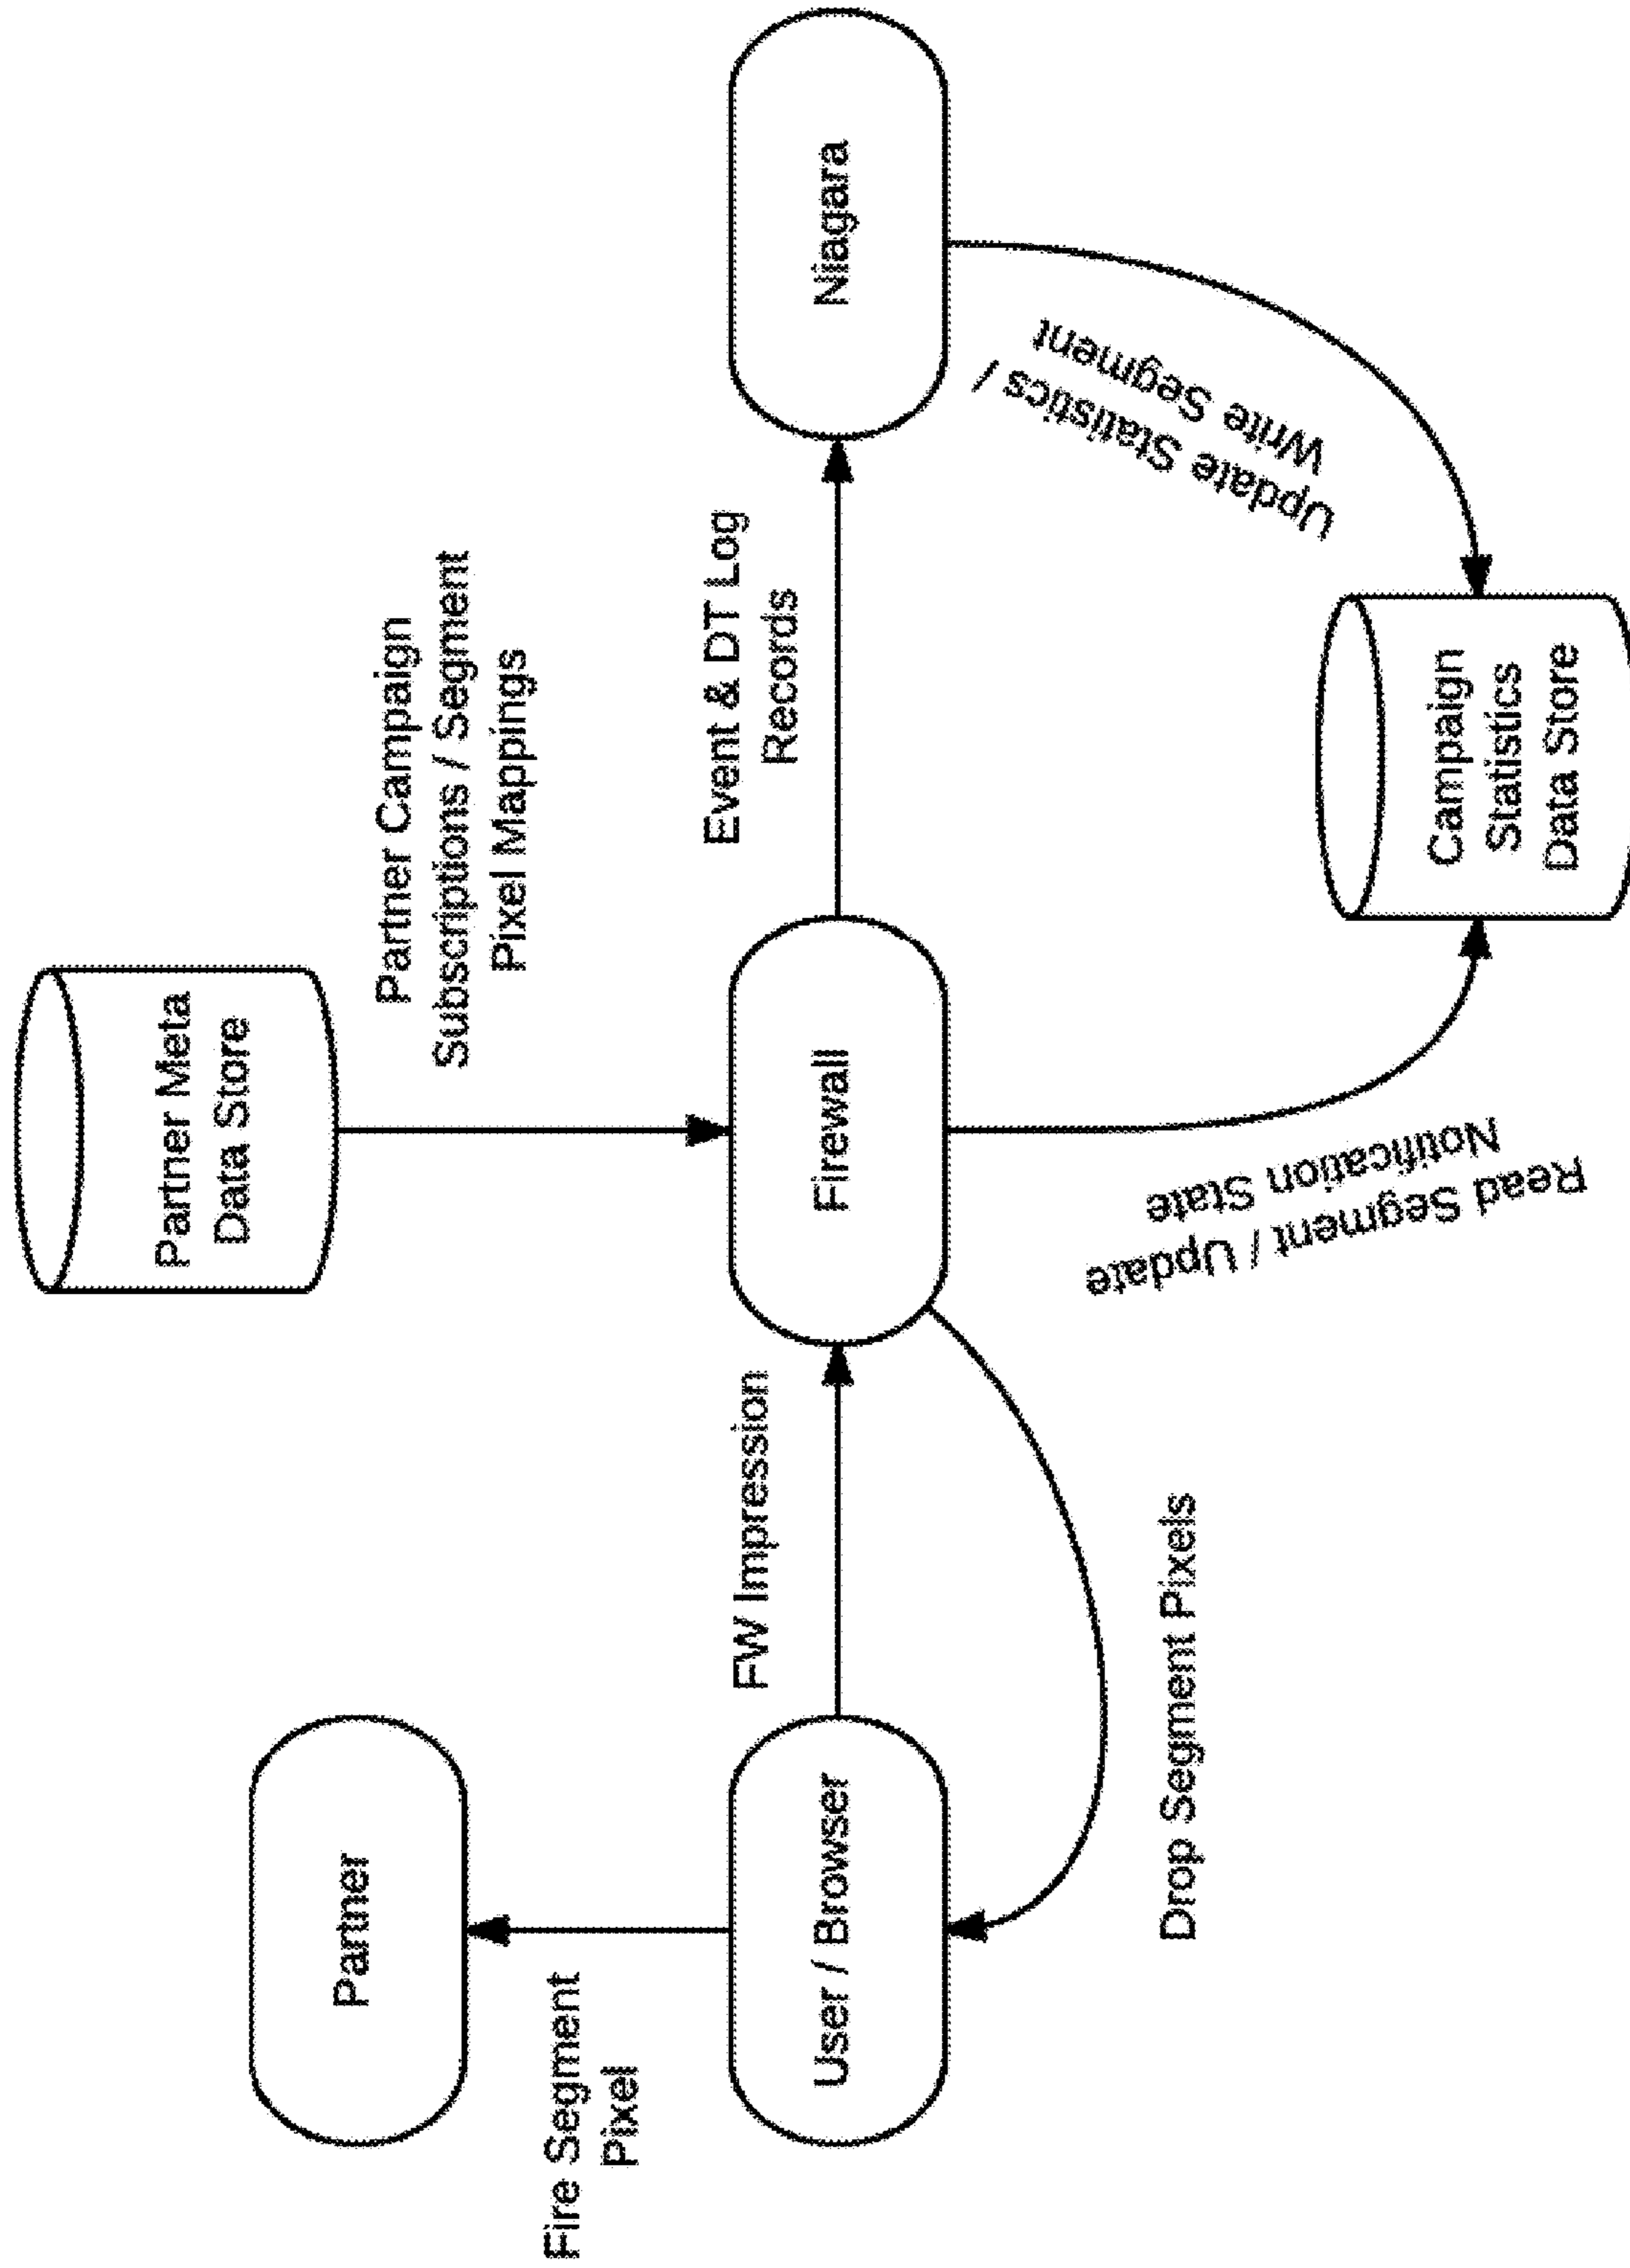 Partner Meta
Data Store
Partner Campaign
Subscriptions / Segment
Pixel Mappings
Partner
Fire Segment
Pixel
User / Browser
FW Impression
Firewall
Event & DT Log
Records
Niagara
Drop Segment Pixels
Read Segment / Update
Notification State
Update Statistics /
Write Segment
Campaign
Statistics
Data Store